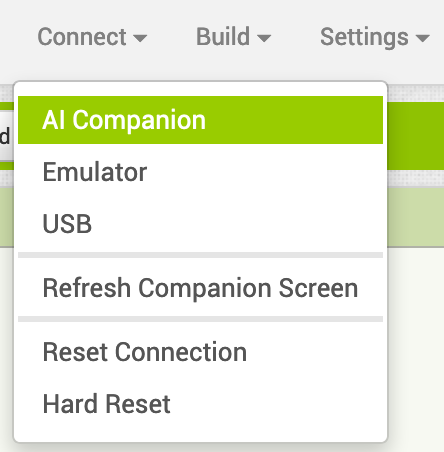 Connect Build Settings
AI Companion
d
Emulator
USB
Refresh Companion Screen
Reset Connection
Hard Reset